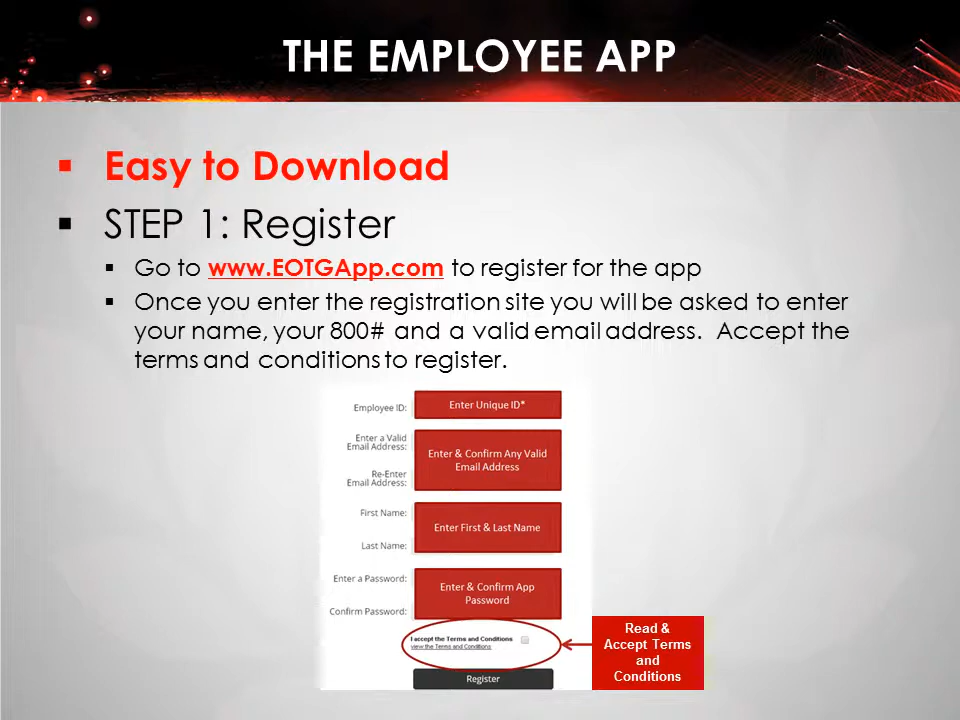 THE EMPLOYEE APP
▪ Easy to Download
▪ STEP 1: Register
▪ Go to www.EOTGApp.com to register for the app
▪ Once you enter the registration site you will be asked to enter
your name, your 800# and a valid email address.  Accept the
terms and conditions to register.
Employee ID:
Enter Unique ID*
Enter a Valid
Email Address:
Enter & Confirm Any Valid
Email Address
Re-Enter
Email Address:
First Name:
Enter First & Last Name
Last Name:
Enter a Password:
Enter & Confirm App
Password
Confirm Password:
I accept the Terms and Conditions
view the Terms and Conditions
Read &
Accept Terms
and
Conditions
Register